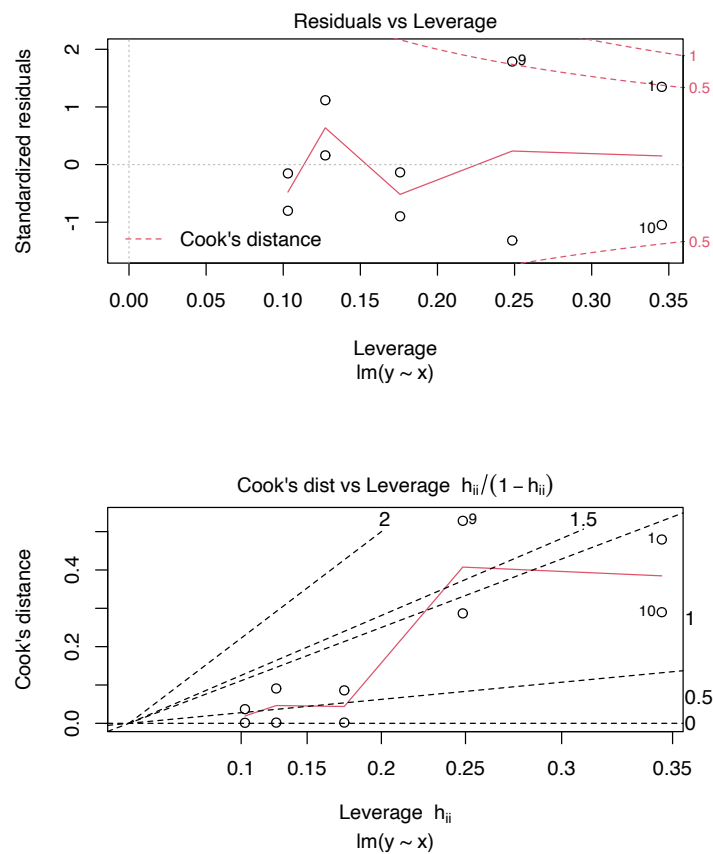 Residuals vs Leverage
Standardized residuals
2
1
0
-1
9
1
10
1
0.5
0.5
Cook's distance
0.00 0.05 0.10 0.15 0.20 0.25 0.30 0.35
Leverage
lm(y ~ x)
Cook's dist vs Leverage hii/(1 − hii)
Cook's distance
0.4
0.2
0.0
2
1.5
9
1
10
1
0.5
0
0.1 0.15 0.2 0.25 0.3 0.35
Leverage hii
lm(y ~ x)